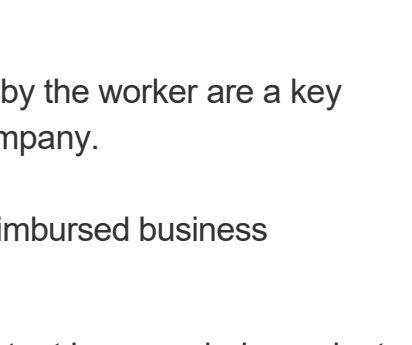 by the worker are a key
mpany.
imbursed business